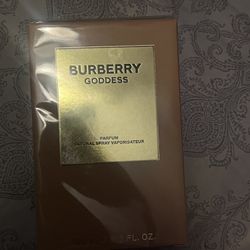 BURBERRY
GODDESS
PARFUM
NATURAL SPRAY VAPORISATEUR
FL. OZ.